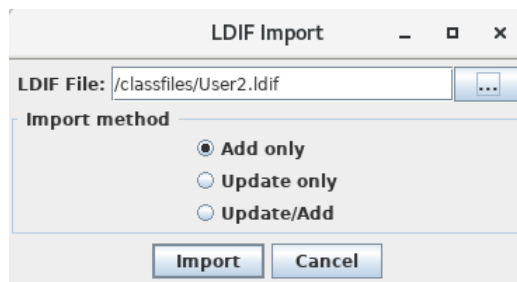 LDIF Import
LDIF File: /classfiles/User2.ldif ...
Import method
Add only
Update only
Update/Add
Import Cancel